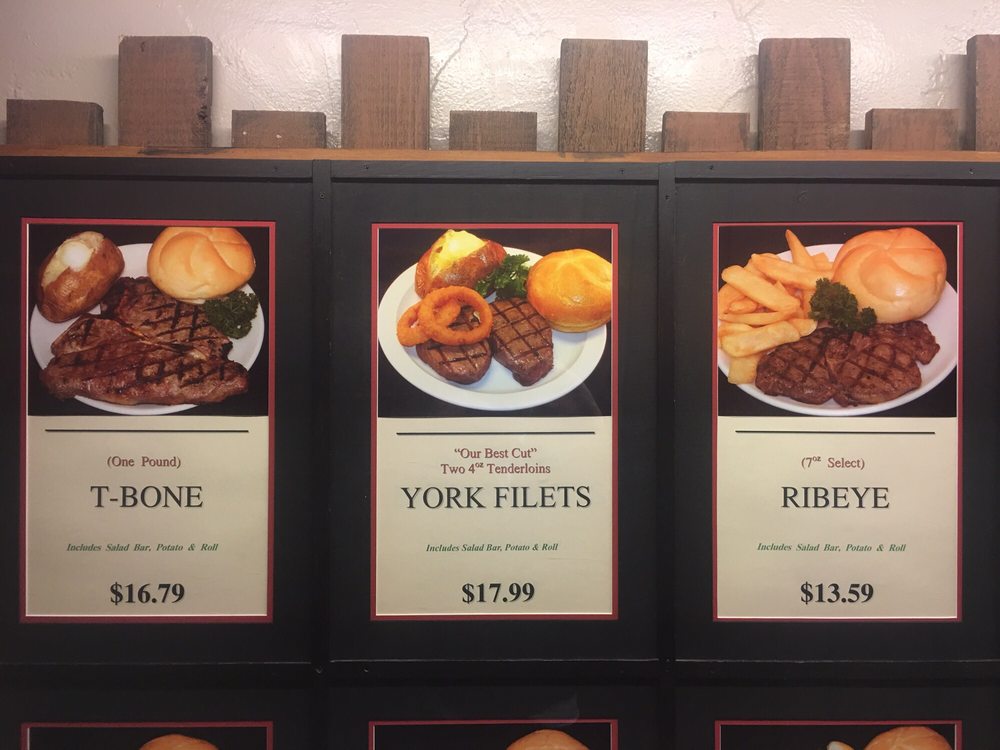 (One Pound)
T-BONE
Includes Salad Bar, Potato & Roll
$16.79
"Our Best Cut"
Two 4oz Tenderloins
YORK FILETS
Includes Salad Bar, Potato & Roll
$17.99
(7oz Select)
RIBEYE
Includes Salad Bar, Potato & Roll
$13.59